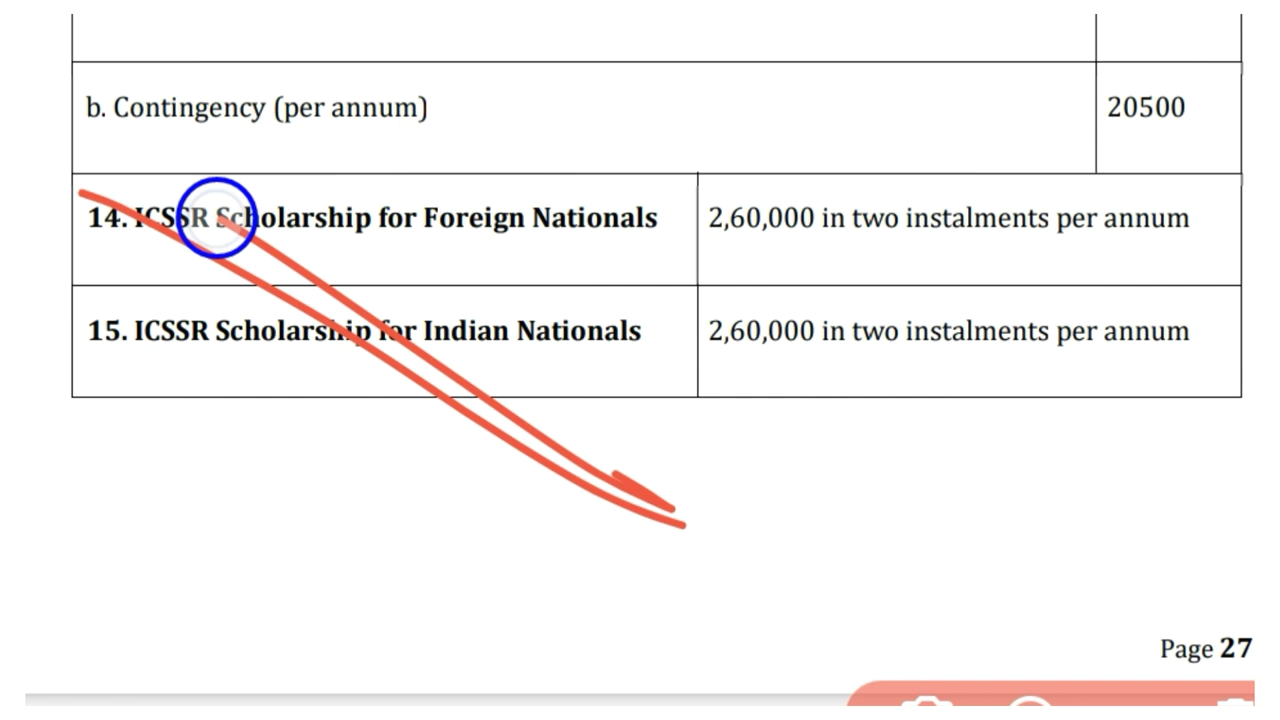 b. Contingency (per annum) 20500
14. ICSSR Scholarship for Foreign Nationals 2,60,000 in two instalments per annum
15. ICSSR Scholarship for Indian Nationals 2,60,000 in two instalments per annum
Page 27